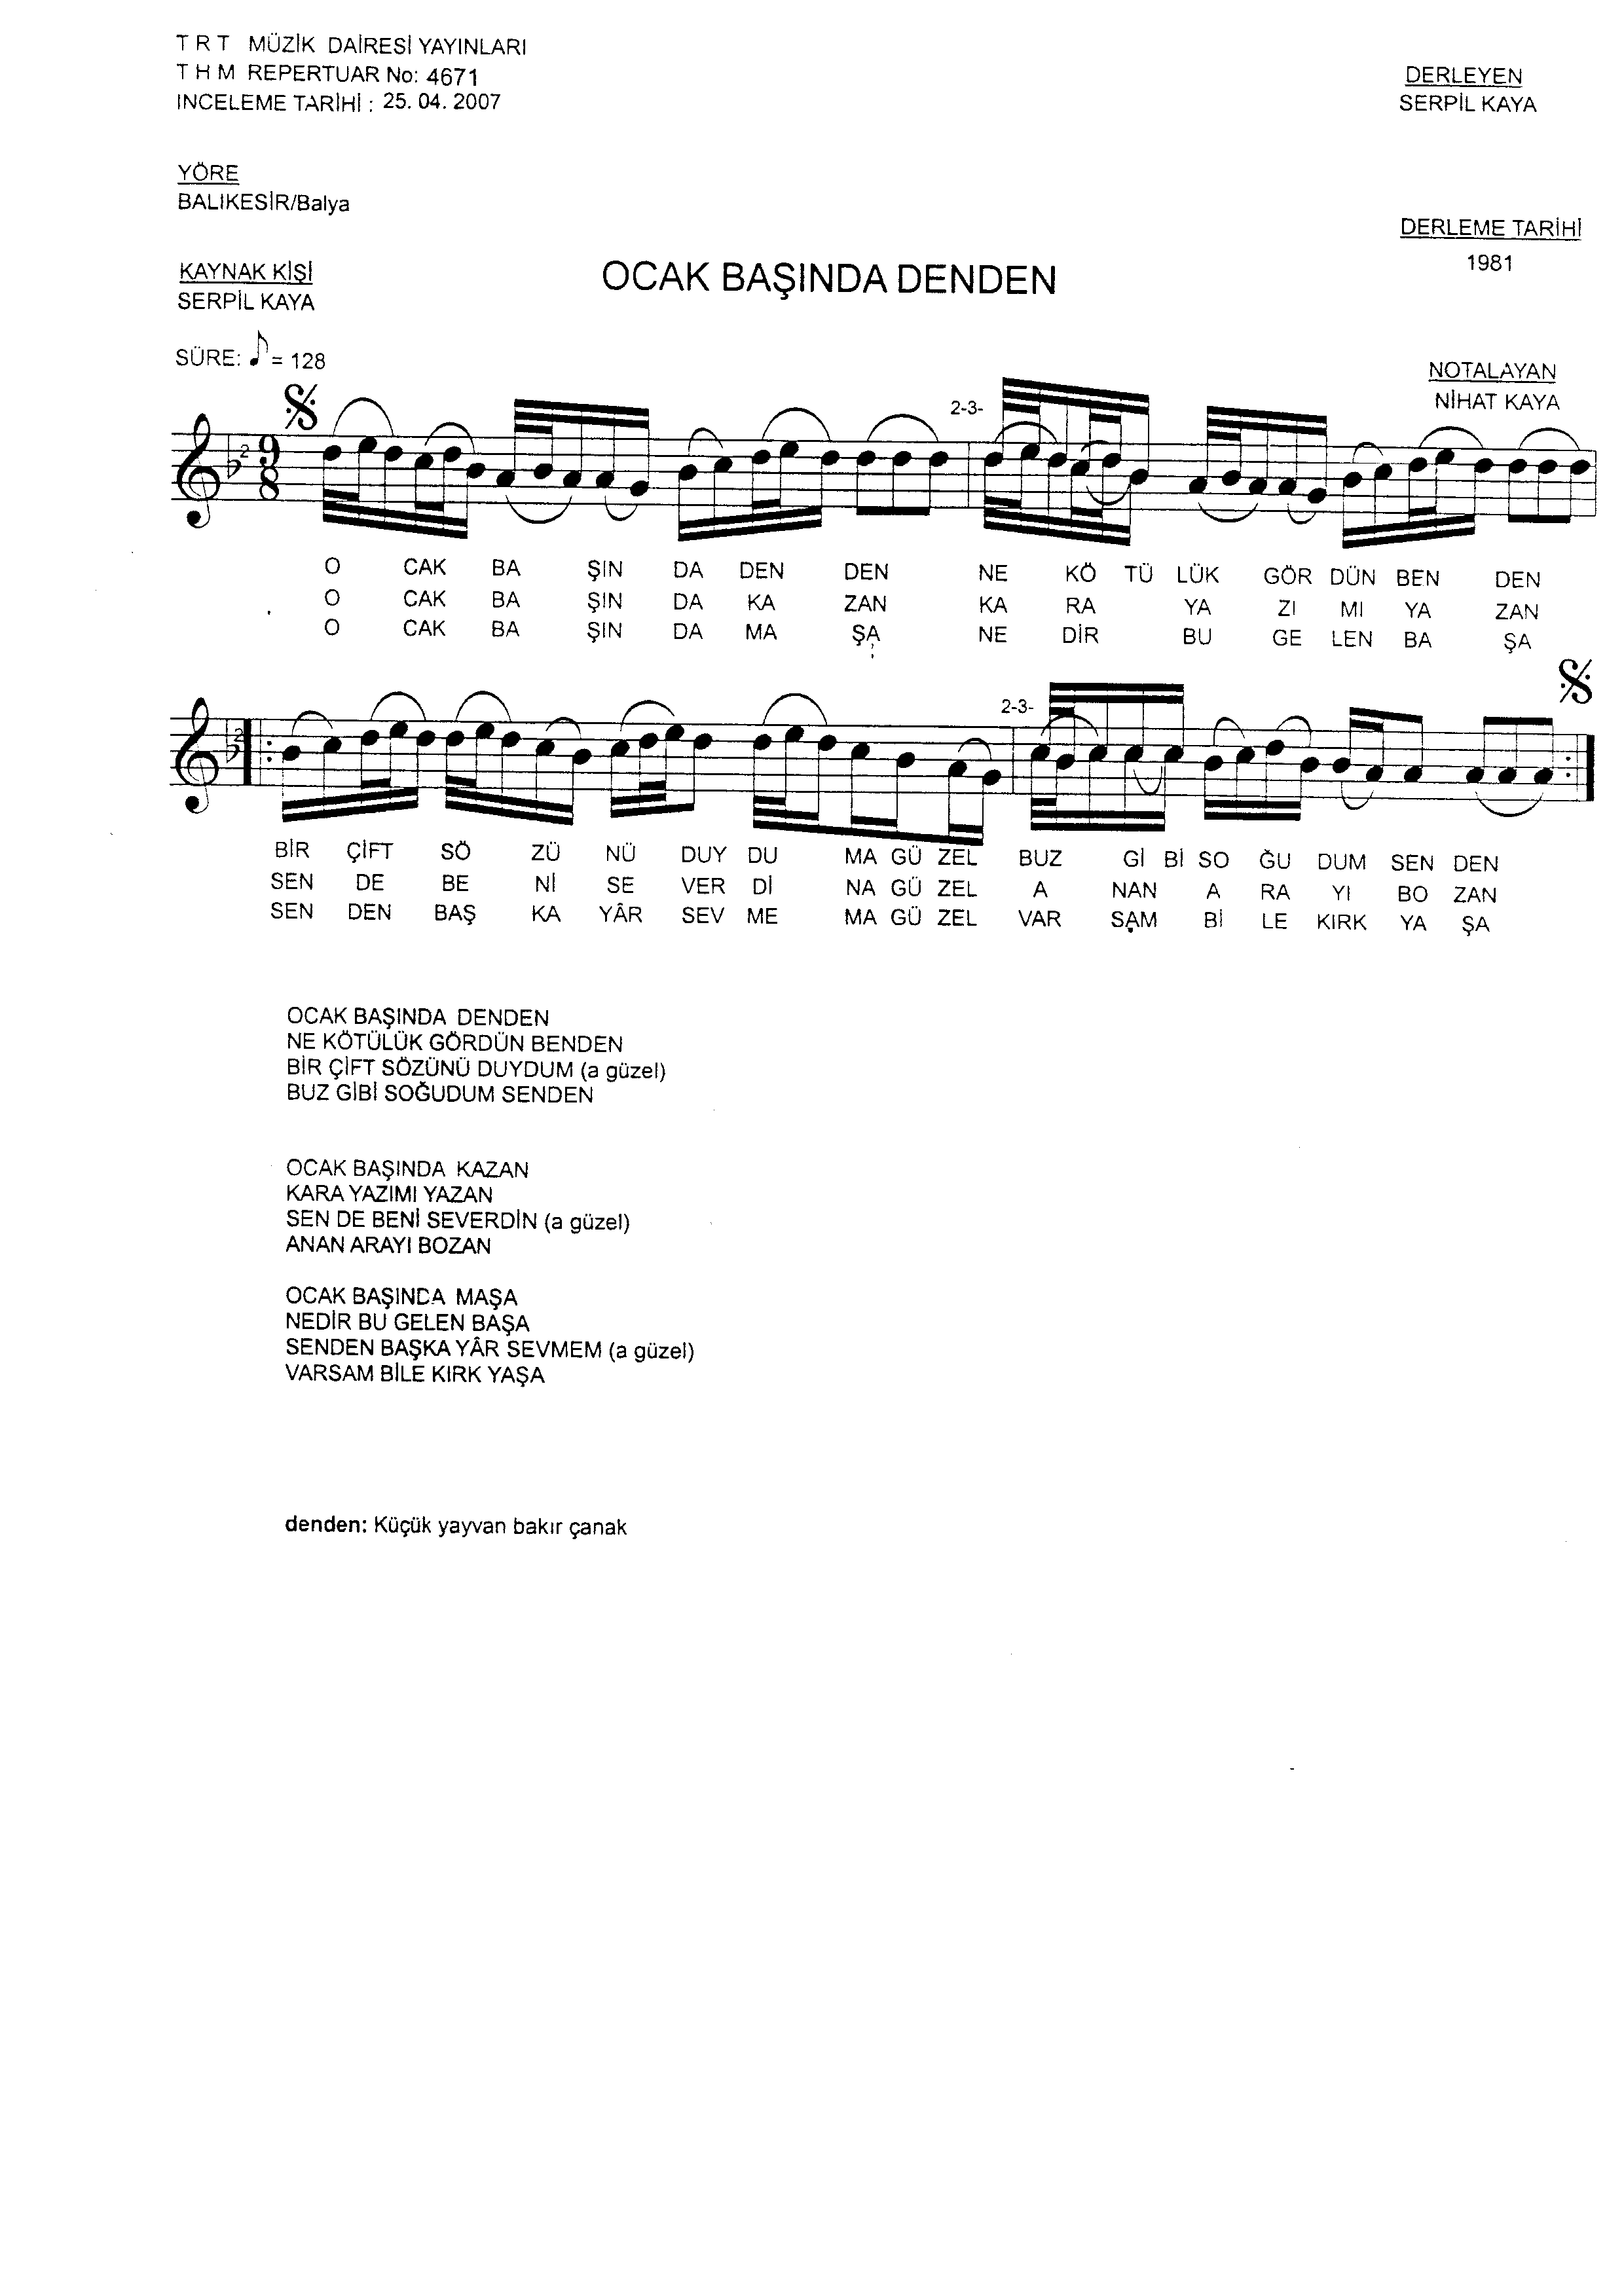 T R T MÜZİK DAİRESİ YAYINLARI
T H M REPERTUAR No: 4671
INCELEME TARİHİ : 25. 04. 2007
DERLEYEN
SERPİL KAYA
YÖRE
BALIKESİR/Balya
DERLEME TARİHİ
1981
KAYNAK KİŞİ
SERPİL KAYA
OCAK BAŞINDA DENDEN
SÜRE: ♪ = 128
NOTALAYAN
NİHAT KAYA
2-3-
2
9
8
O CAK BA ŞIN DA DEN DEN NE KÖ TÜ LÜK GÖR DÜN BEN DEN
O CAK BA ŞIN DA KA ZAN KA RA YA ZI MI YA ZAN
O CAK BA ŞIN DA MA ŞA NE DİR BU GE LEN BA ŞA
2-3-
2
BİR ÇİFT SÖ ZÜ NÜ DUY DU MA GÜ ZEL BUZ Gİ Bİ SO ĞU DUM SEN DEN
SEN DE BE Nİ SE VER Dİ NA GÜ ZEL A NAN A RA YI BO ZAN
SEN DEN BAŞ KA YÂR SEV ME MA GÜ ZEL VAR SAM Bİ LE KIRK YA ŞA
OCAK BAŞINDA DENDEN
NE KÖTÜLÜK GÖRDÜN BENDEN
BİR ÇİFT SÖZÜNÜ DUYDUM (a güzel)
BUZ GİBİ SOĞUDUM SENDEN
OCAK BAŞINDA KAZAN
KARA YAZIMI YAZAN
SEN DE BENİ SEVERDİN (a güzel)
ANAN ARAYI BOZAN
OCAK BAŞINDA MAŞA
NEDİR BU GELEN BAŞA
SENDEN BAŞKA YÂR SEVMEM (a güzel)
VARSAM BİLE KIRK YAŞA
denden: Küçük yayvan bakır çanak